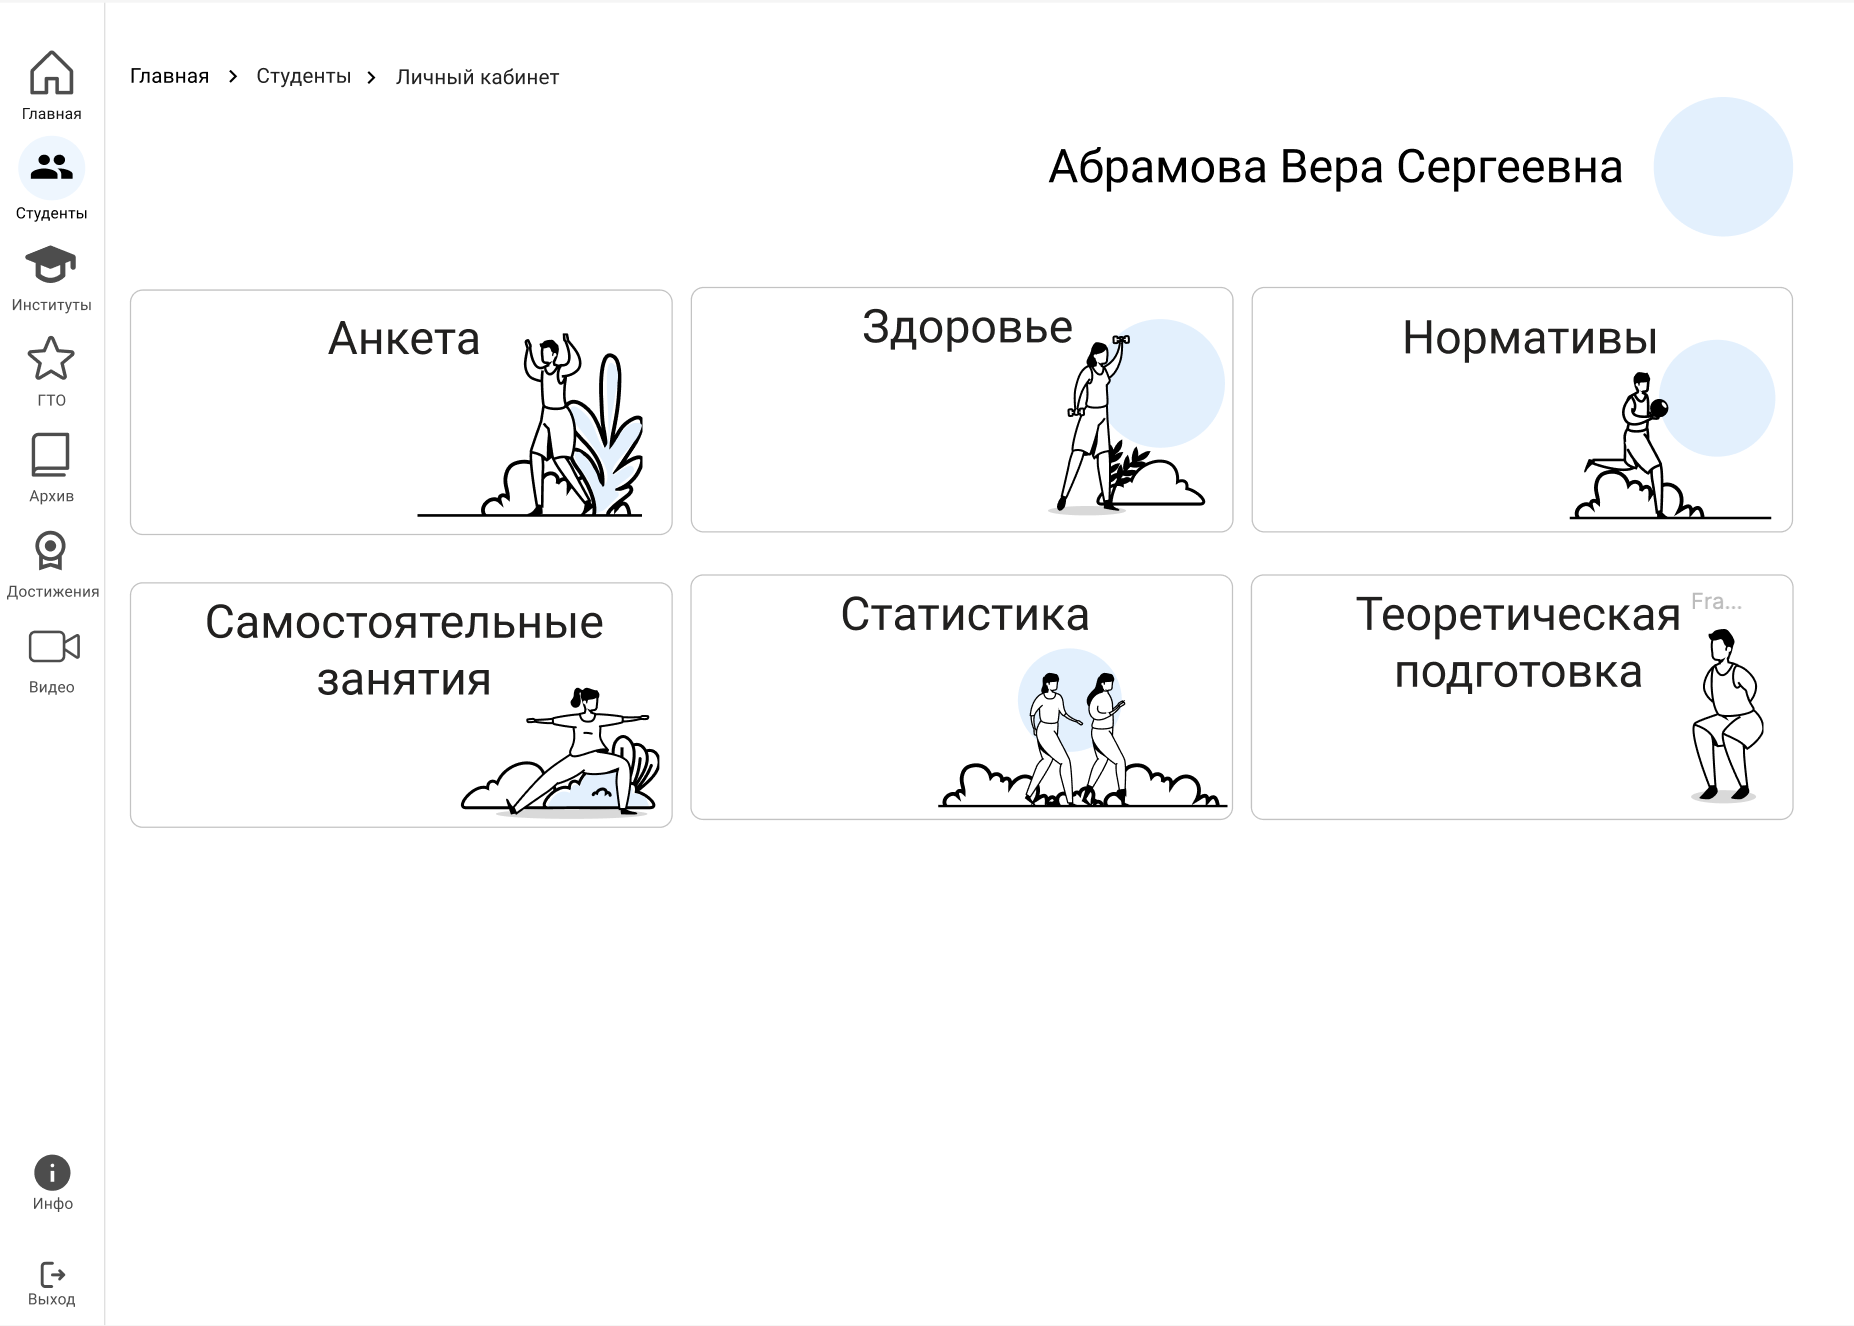 Главная
Студенты
Институты
ГТО
Архив
Достижения
Видео
Инфо
Выход
Главная > Студенты > Личный кабинет
Абрамова Вера Сергеевна
Анкета
Здоровье
Нормативы
Самостоятельные
занятия
Статистика
Теоретическая
подготовка
Fra...